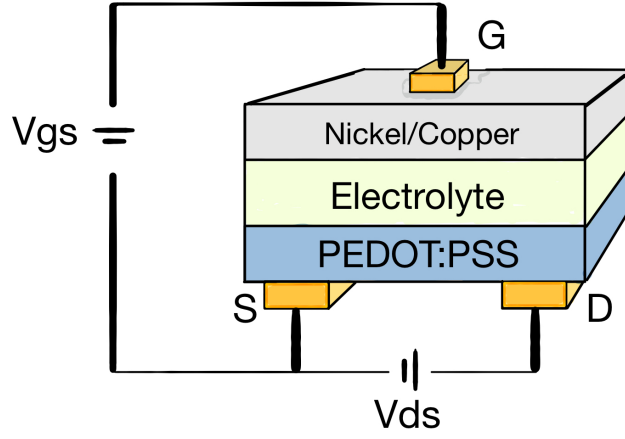 G
Vgs
Nickel/Copper
Electrolyte
PEDOT:PSS
S
D
Vds